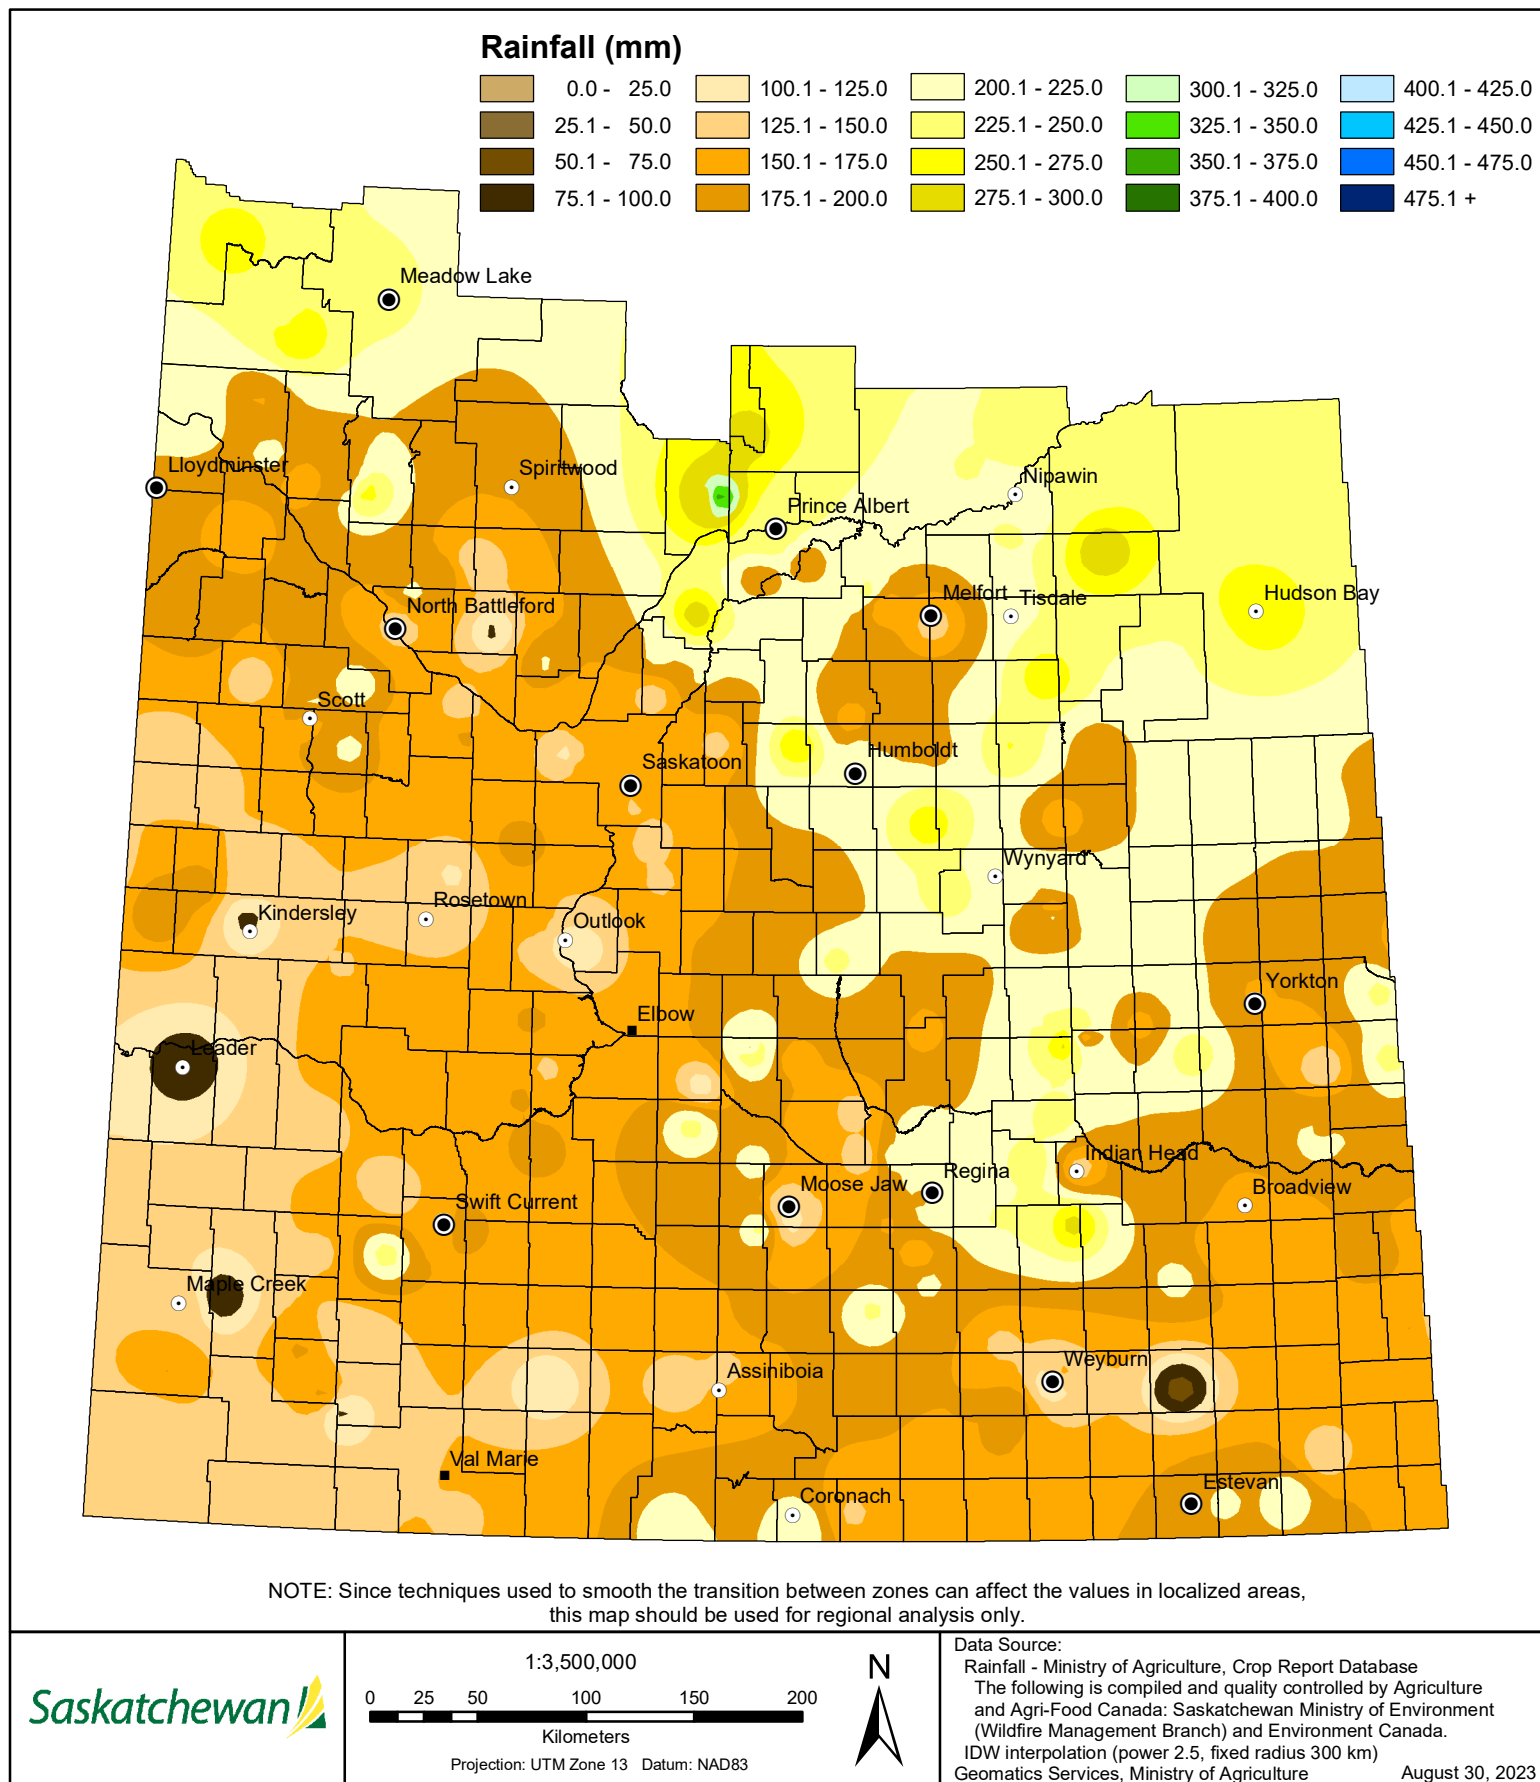 Rainfall (mm)
0.0 - 25.0
25.1 - 50.0
50.1 - 75.0
75.1 - 100.0
100.1 - 125.0
125.1 - 150.0
150.1 - 175.0
175.1 - 200.0
200.1 - 225.0
225.1 - 250.0
250.1 - 275.0
275.1 - 300.0
300.1 - 325.0
325.1 - 350.0
350.1 - 375.0
375.1 - 400.0
400.1 - 425.0
425.1 - 450.0
450.1 - 475.0
475.1 +
Meadow Lake
Lloydminster
Spiritwood
Nipawin
Prince Albert
North Battleford
Melfort
Tisdale
Hudson Bay
Scott
Saskatoon
Humboldt
Wynyard
Kindersley
Rosetown
Outlook
Yorkton
Elbow
Leader
Indian Head
Regina
Moose Jaw
Broadview
Swift Current
Maple Creek
Weyburn
Assiniboia
Val Marie
Coronach
Estevan
NOTE: Since techniques used to smooth the transition between zones can affect the values in localized areas,
this map should be used for regional analysis only.
Saskatchewan
1:3,500,000
0 25 50 100 150 200
Kilometers
Projection: UTM Zone 13 Datum: NAD83
N
Data Source:
Rainfall - Ministry of Agriculture, Crop Report Database
The following is compiled and quality controlled by Agriculture
and Agri-Food Canada: Saskatchewan Ministry of Environment
(Wildfire Management Branch) and Environment Canada.
IDW interpolation (power 2.5, fixed radius 300 km)
Geomatics Services, Ministry of Agriculture August 30, 2023